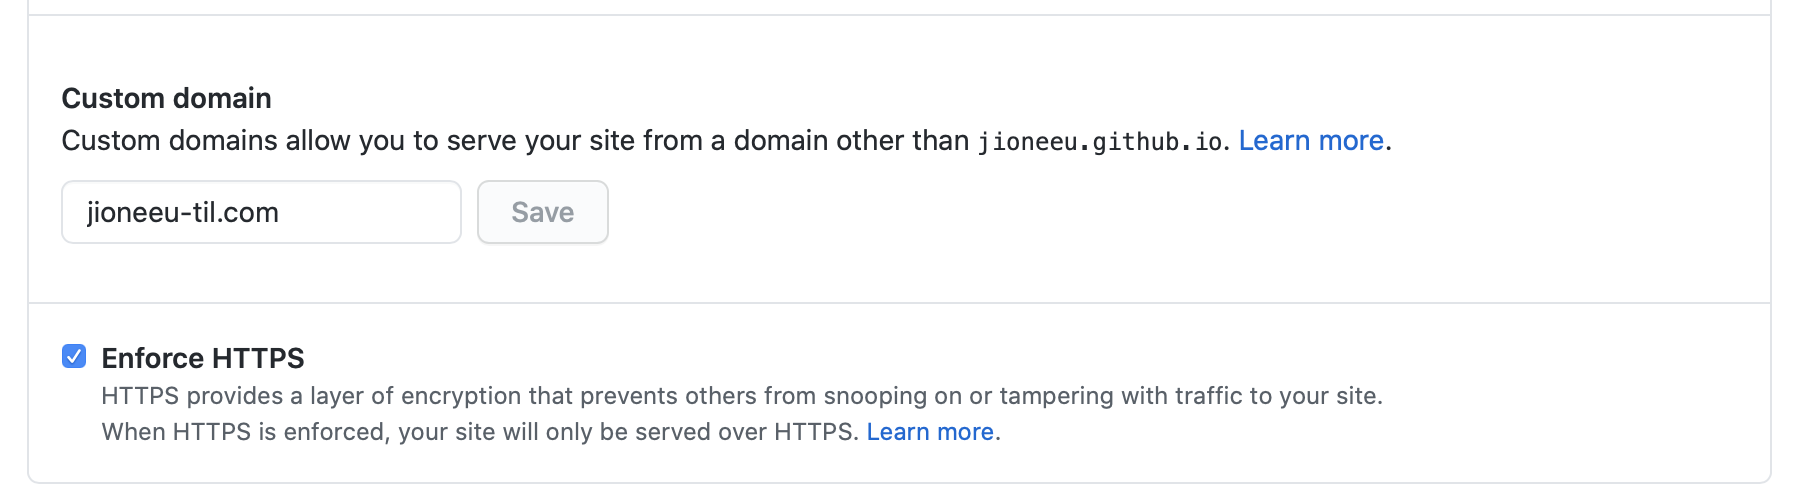 Custom domain
Custom domains allow you to serve your site from a domain other than jioneeu.github.io. Learn more.
jioneeu-til.com Save
Enforce HTTPS
HTTPS provides a layer of encryption that prevents others from snooping on or tampering with traffic to your site.
When HTTPS is enforced, your site will only be served over HTTPS. Learn more.